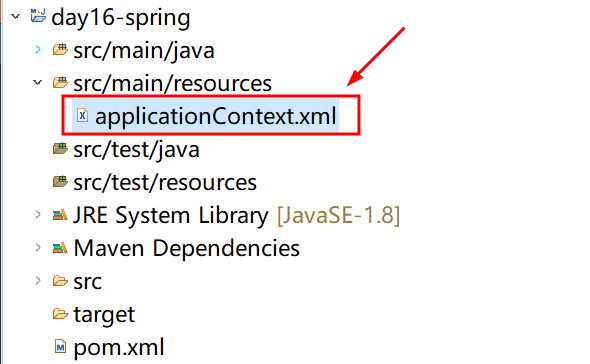 day16-spring
src/main/java
src/main/resources
applicationContext.xml
src/test/java
src/test/resources
JRE System Library [JavaSE-1.8]
Maven Dependencies
src
target
pom.xml